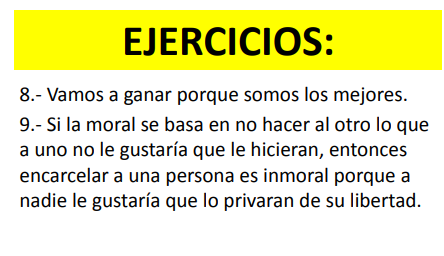 EJERCICIOS:
8.- Vamos a ganar porque somos los mejores.
9.- Si la moral se basa en no hacer al otro lo que
a uno no le gustaría que le hicieran, entonces
encarcelar a una persona es inmoral porque a
nadie le gustaría que lo privaran de su libertad.